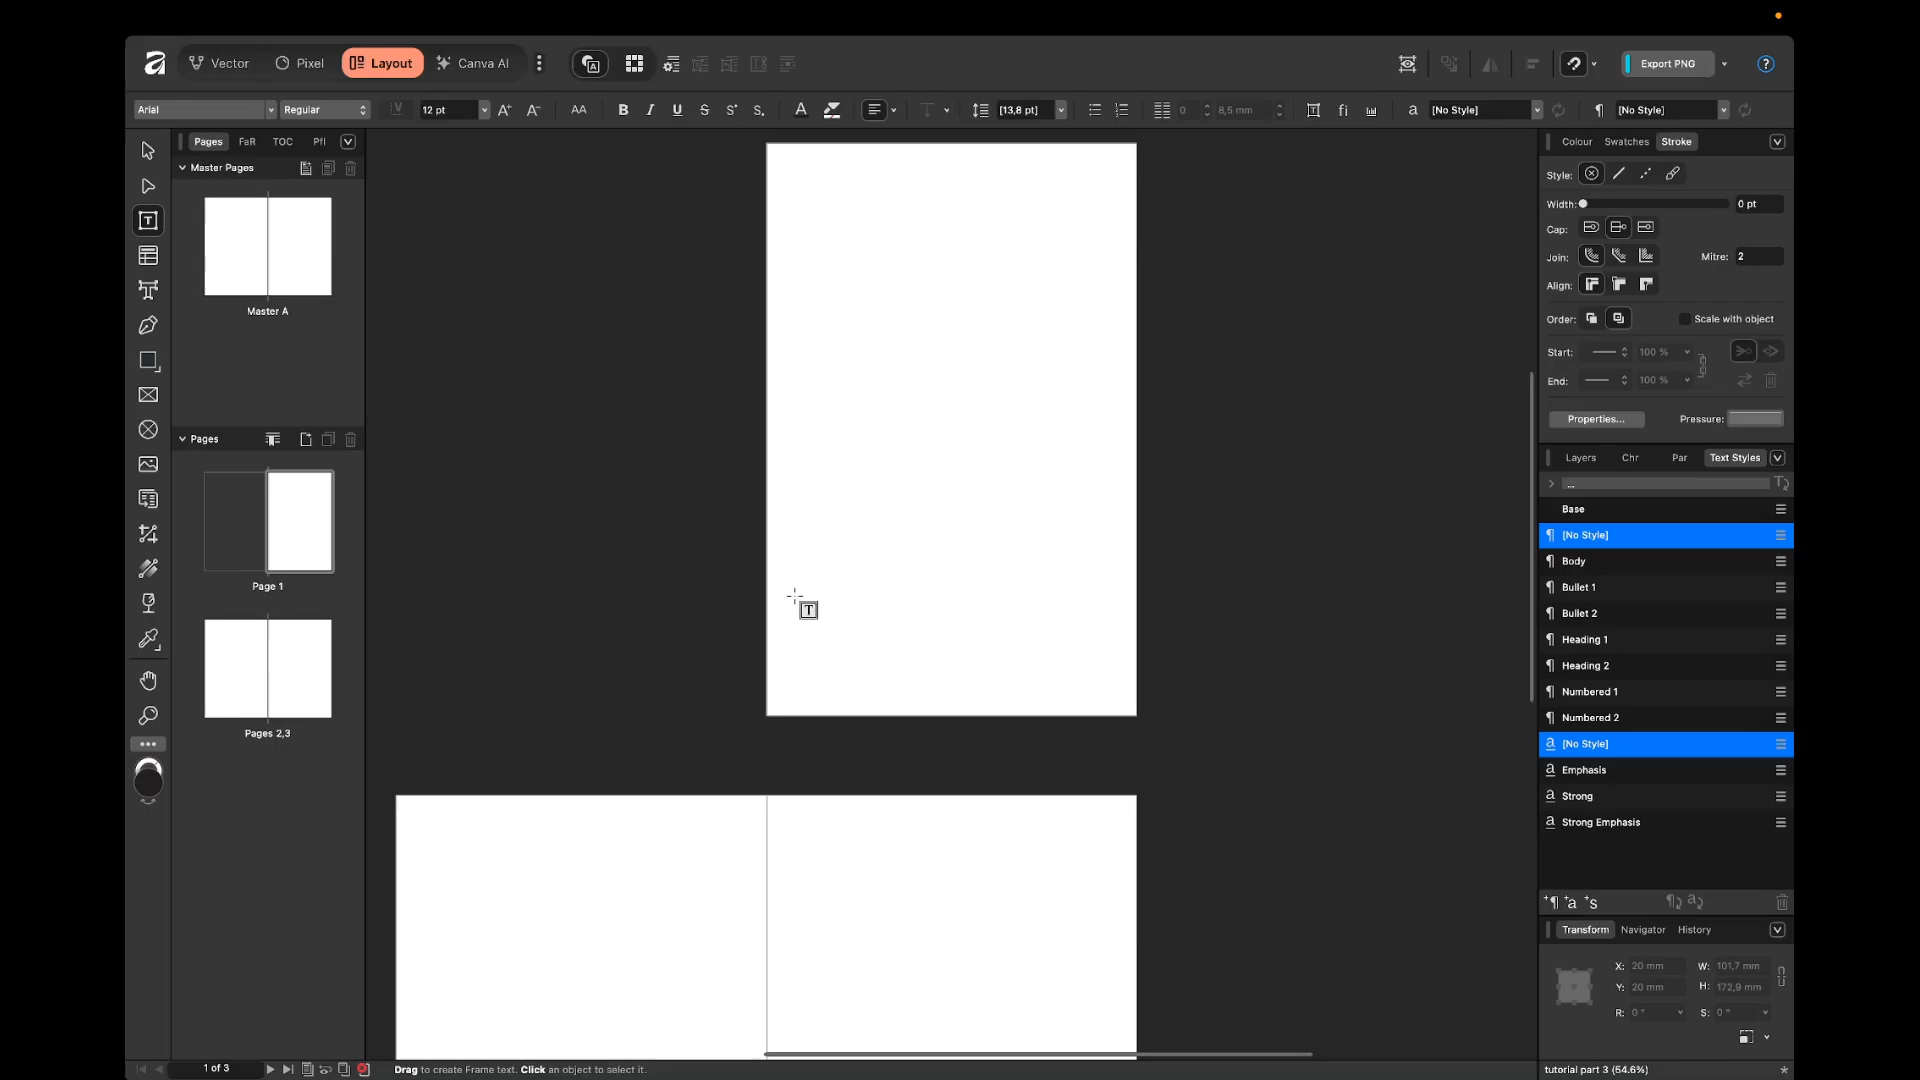 Vector Pixel Layout Canva AI Export PNG ?
Arial Regular 12 pt AA B I U S S S. A [13,8 pt] 0 8,5 mm fi a [No Style] ¶ [No Style]
Pages FaR TOC Pfl
Master Pages
Master A
Pages
Page 1
Pages 2,3
T
Colour Swatches Stroke
Style:
Width: 0 pt
Cap:
Join: Mitre: 2
Align:
Order: Scale with object
Start: 100 %
End: 100 %
Properties... Pressure:
Layers Chr Par Text Styles
...
Base
¶ [No Style]
¶ Body
¶ Bullet 1
¶ Bullet 2
¶ Heading 1
¶ Heading 2
¶ Numbered 1
¶ Numbered 2
a [No Style]
a Emphasis
a Strong
a Strong Emphasis
Transform Navigator History
X: 20 mm W: 101,7 mm
Y: 20 mm H: 172,9 mm
R: 0 ° S: 0 °
1 of 3 Drag to create Frame text. Click an object to select it. tutorial part 3 (54.6%) *